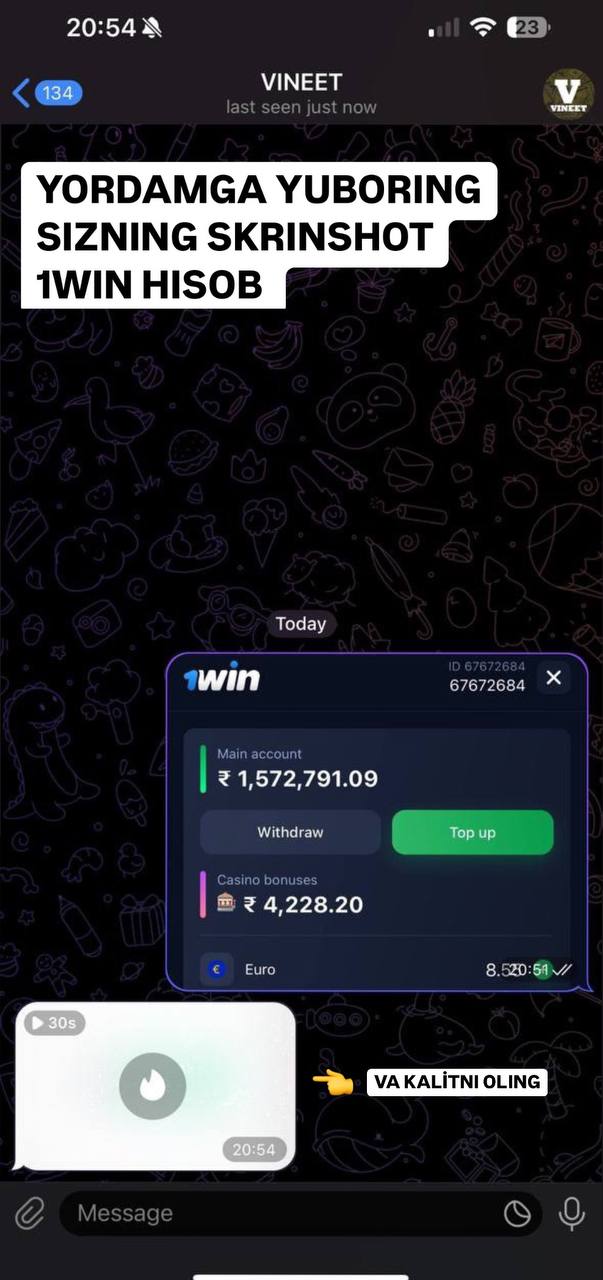 20:54
23
134
VINEET
last seen just now
V
VINEET
YORDAMGA YUBORING
SIZNING SKRINSHOT
1WIN HISOB
Today
1win
ID 67672684
67672684
Main account
₹ 1,572,791.09
Withdraw
Top up
Casino bonuses
₹ 4,228.20
€ Euro
20:51
30s
20:54
VA KALİTNI OLING
Message